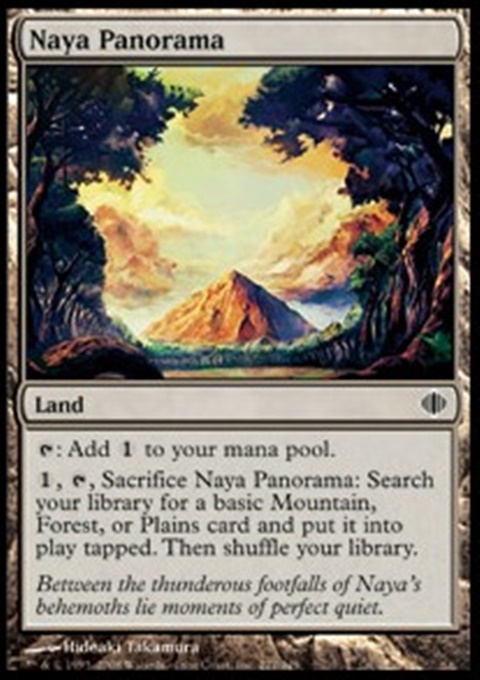 Naya Panorama
Land
: Add 1 to your mana pool.
1, , Sacrifice Naya Panorama: Search
your library for a basic Mountain,
Forest, or Plains card and put it into
play tapped. Then shuffle your library.
Between the thunderous footfalls of Naya's
behemoths lie moments of perfect quiet.
Hideaki Takamura